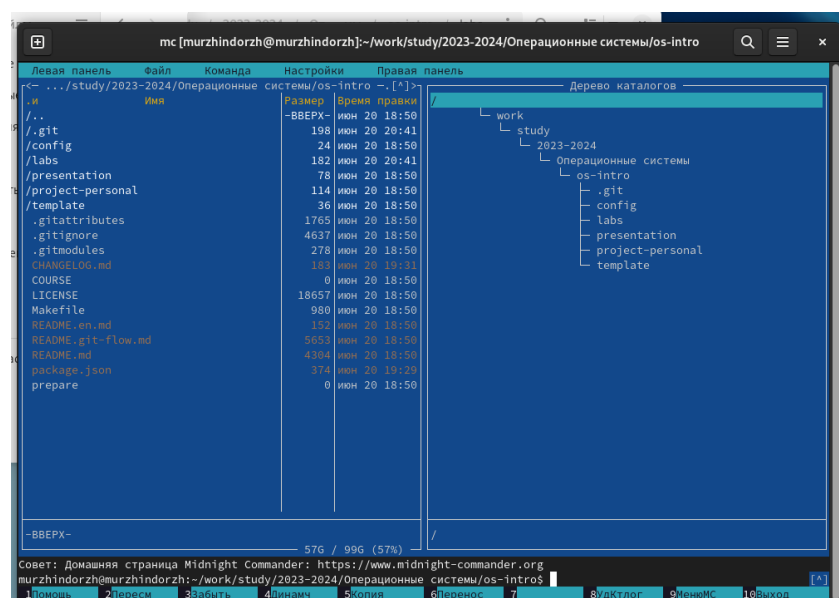 mc [murzhindorzh@murzhindorzh]:~/work/study/2023-2024/Операционные системы/os-intro
Левая панель Файл Команда Настройки Правая панель
<— .../study/2023-2024/Операционные системы/os-intro —.[^]>
.и Имя Размер Время правки
/.. -ВВЕРХ- июн 20 18:50
/.git 198 июн 20 20:41
/config 24 июн 20 18:50
/labs 182 июн 20 20:41
/presentation 78 июн 20 18:50
/project-personal 114 июн 20 18:50
/template 36 июн 20 18:50
.gitattributes 1765 июн 20 18:50
.gitignore 4637 июн 20 18:50
.gitmodules 278 июн 20 18:50
CHANGELOG.md 183 июн 20 19:31
COURSE 0 июн 20 18:50
LICENSE 18657 июн 20 18:50
Makefile 980 июн 20 18:50
README.en.md 152 июн 20 18:50
README.git-flow.md 5653 июн 20 18:50
README.md 4304 июн 20 18:50
package.json 374 июн 20 19:29
prepare 0 июн 20 18:50
-ВВЕРХ-
57G / 99G (57%)
Дерево каталогов
/
work
study
2023-2024
Операционные системы
os-intro
.git
config
labs
presentation
project-personal
template
/
Совет: Домашняя страница Midnight Commander: https://www.midnight-commander.org
murzhindorzh@murzhindorzh:~/work/study/2023-2024/Операционные системы/os-intro$ [^]
1Помощь 2Пересм 3Забыть 4Динамч 5Копия 6Перенос 7 8УдКтлог 9МенюМС 10Выход